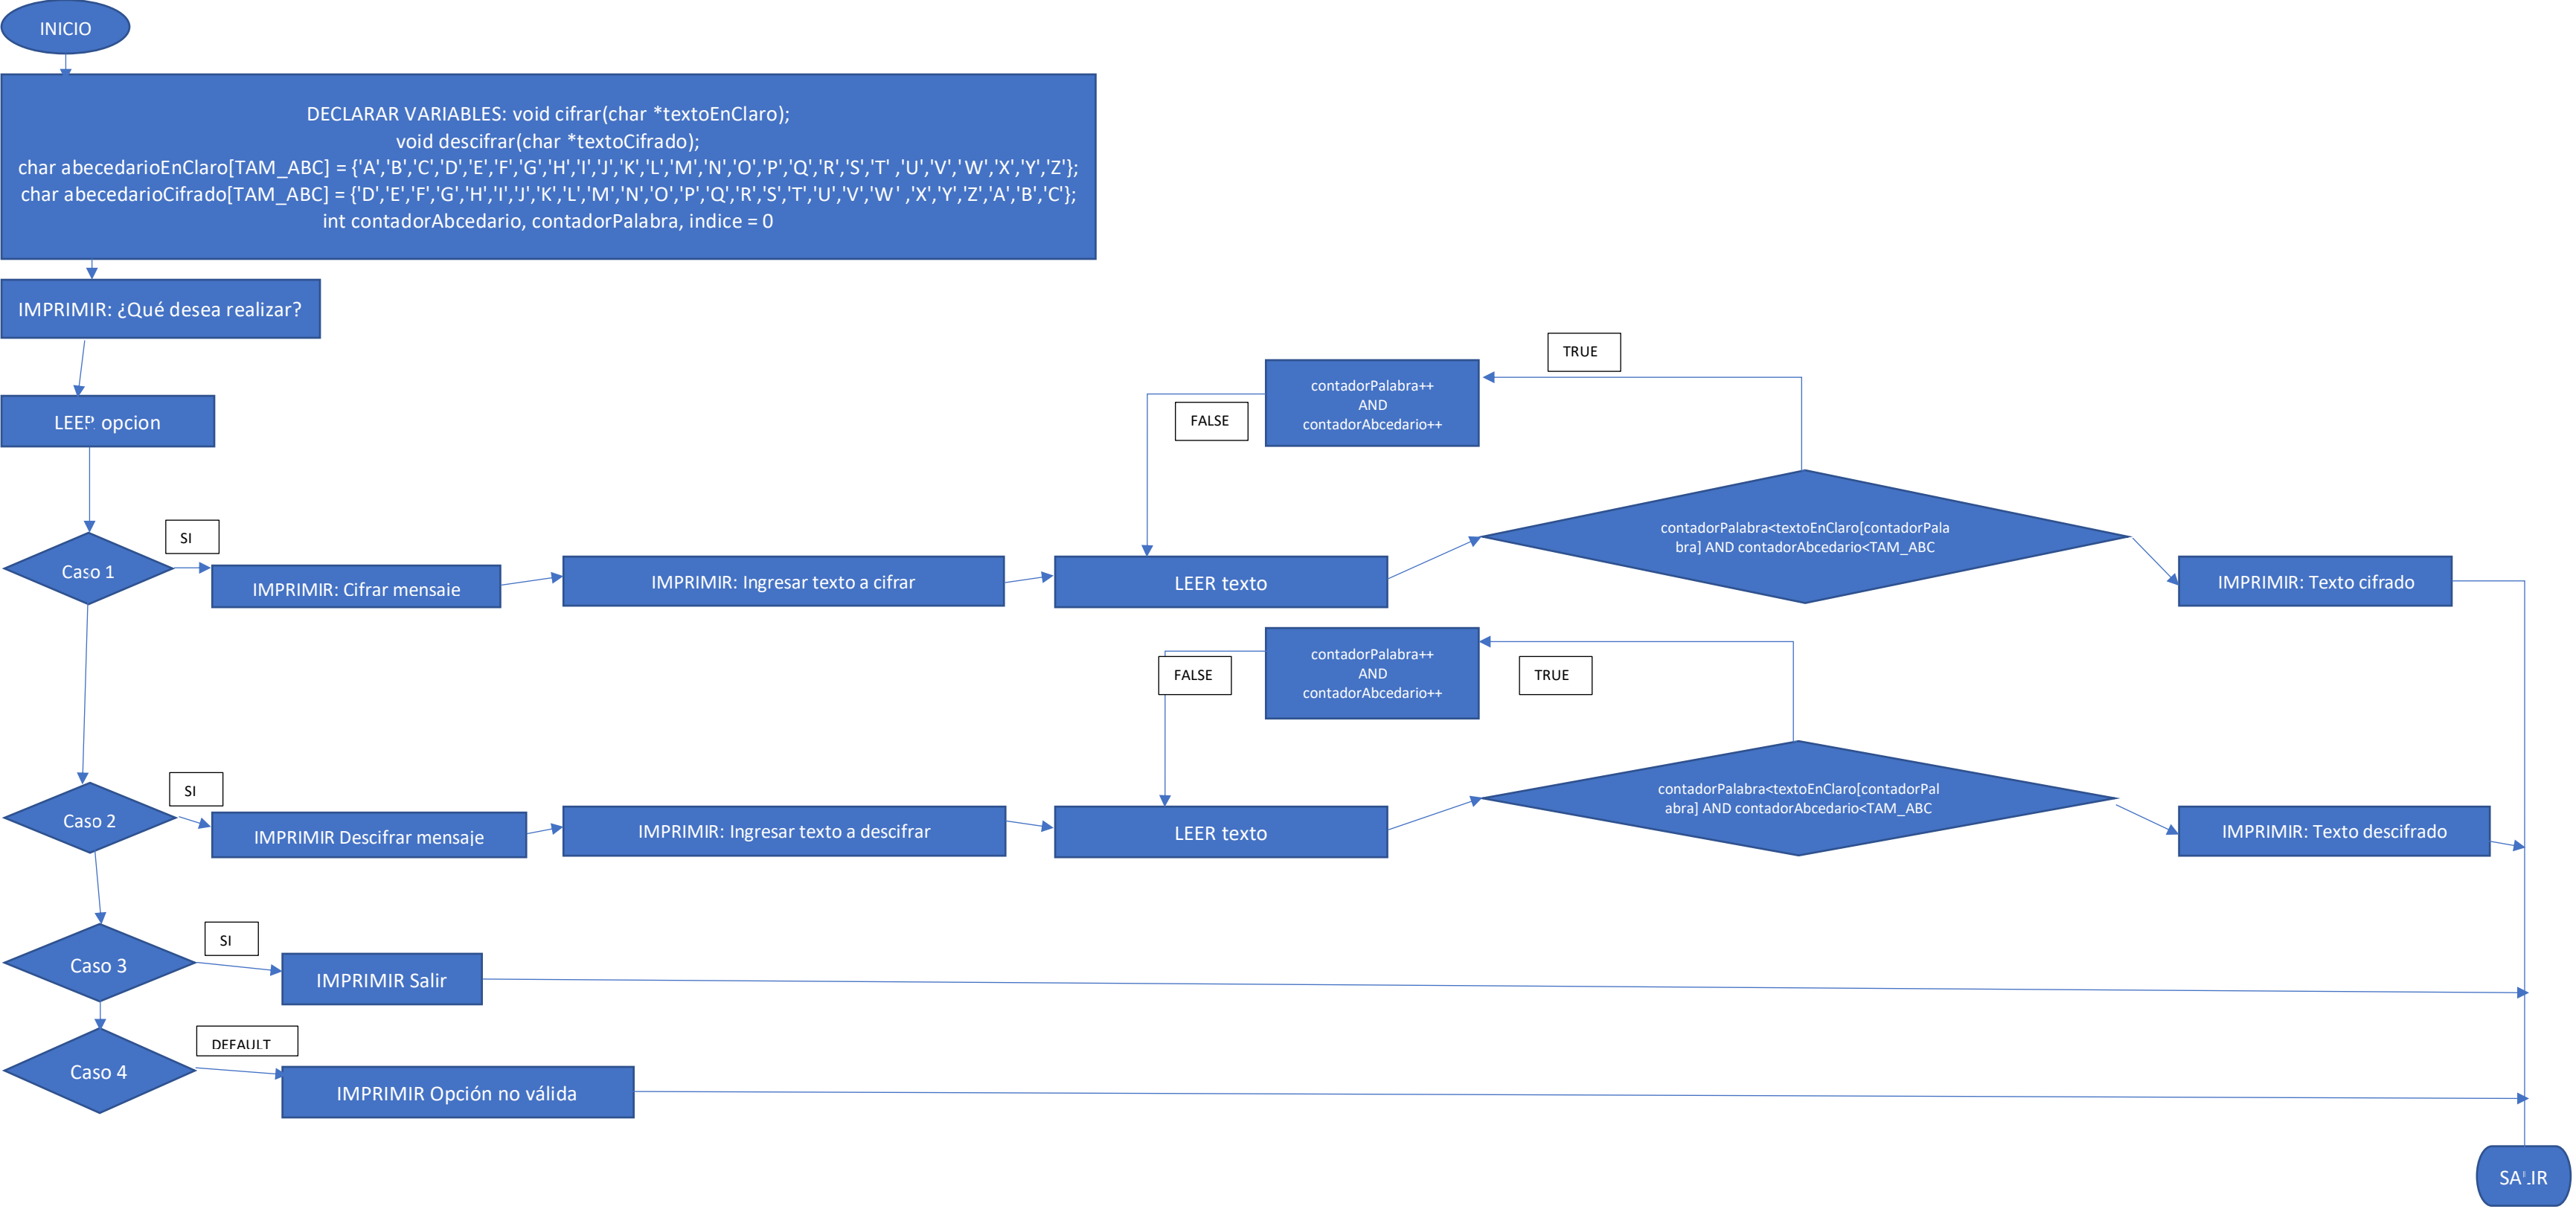 INICIO
DECLARAR VARIABLES: void cifrar(char *textoEnClaro);
void descifrar(char *textoCifrado);
char abecedarioEnClaro[TAM_ABC] = {'A','B','C','D','E','F','G','H','I','J','K','L','M','N','O','P','Q','R','S','T' ,'U','V','W','X','Y','Z'};
char abecedarioCifrado[TAM_ABC] = {'D','E','F','G','H','I','J','K','L','M','N','O','P','Q','R','S','T','U','V','W' ,'X','Y','Z','A','B','C'};
int contadorAbcedario, contadorPalabra, indice = 0
IMPRIMIR: ¿Qué desea realizar?
LEER opcion
TRUE
contadorPalabra++
AND
contadorAbcedario++
FALSE
Caso 1
SI
IMPRIMIR: Cifrar mensaje
IMPRIMIR: Ingresar texto a cifrar
LEER texto
contadorPalabra<textoEnClaro[contadorPala
bra] AND contadorAbcedario<TAM_ABC
IMPRIMIR: Texto cifrado
contadorPalabra++
AND
contadorAbcedario++
FALSE
TRUE
Caso 2
SI
IMPRIMIR Descifrar mensaje
IMPRIMIR: Ingresar texto a descifrar
LEER texto
contadorPalabra<textoEnClaro[contadorPal
abra] AND contadorAbcedario<TAM_ABC
IMPRIMIR: Texto descifrado
Caso 3
SI
IMPRIMIR Salir
Caso 4
DEFAULT
IMPRIMIR Opción no válida
SALIR